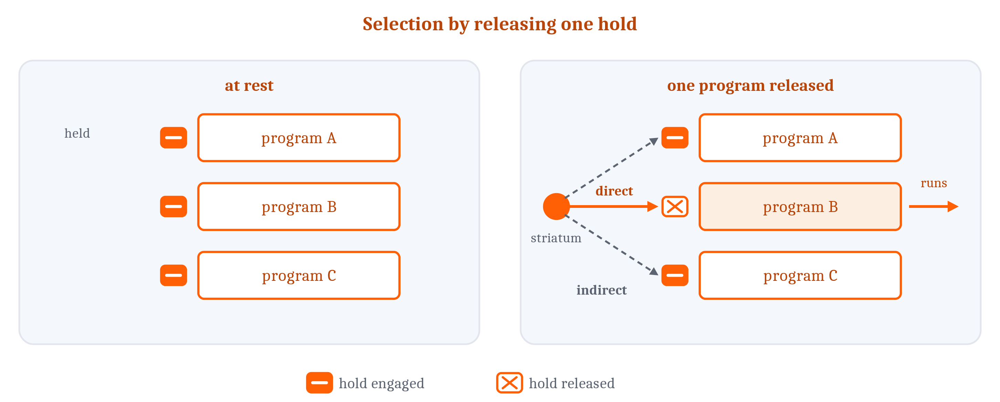 Selection by releasing one hold
at rest
held
program A
program B
program C
one program released
program A
direct
program B
runs
striatum
program C
indirect
hold engaged
hold released